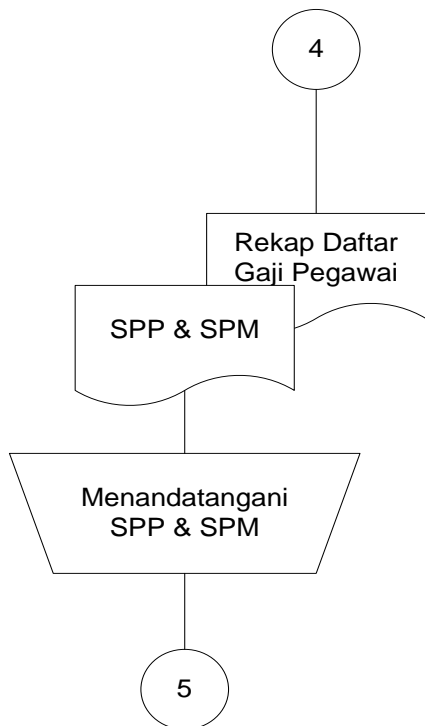 4
Rekap Daftar
Gaji Pegawai
SPP & SPM
Menandatangani
SPP & SPM
5